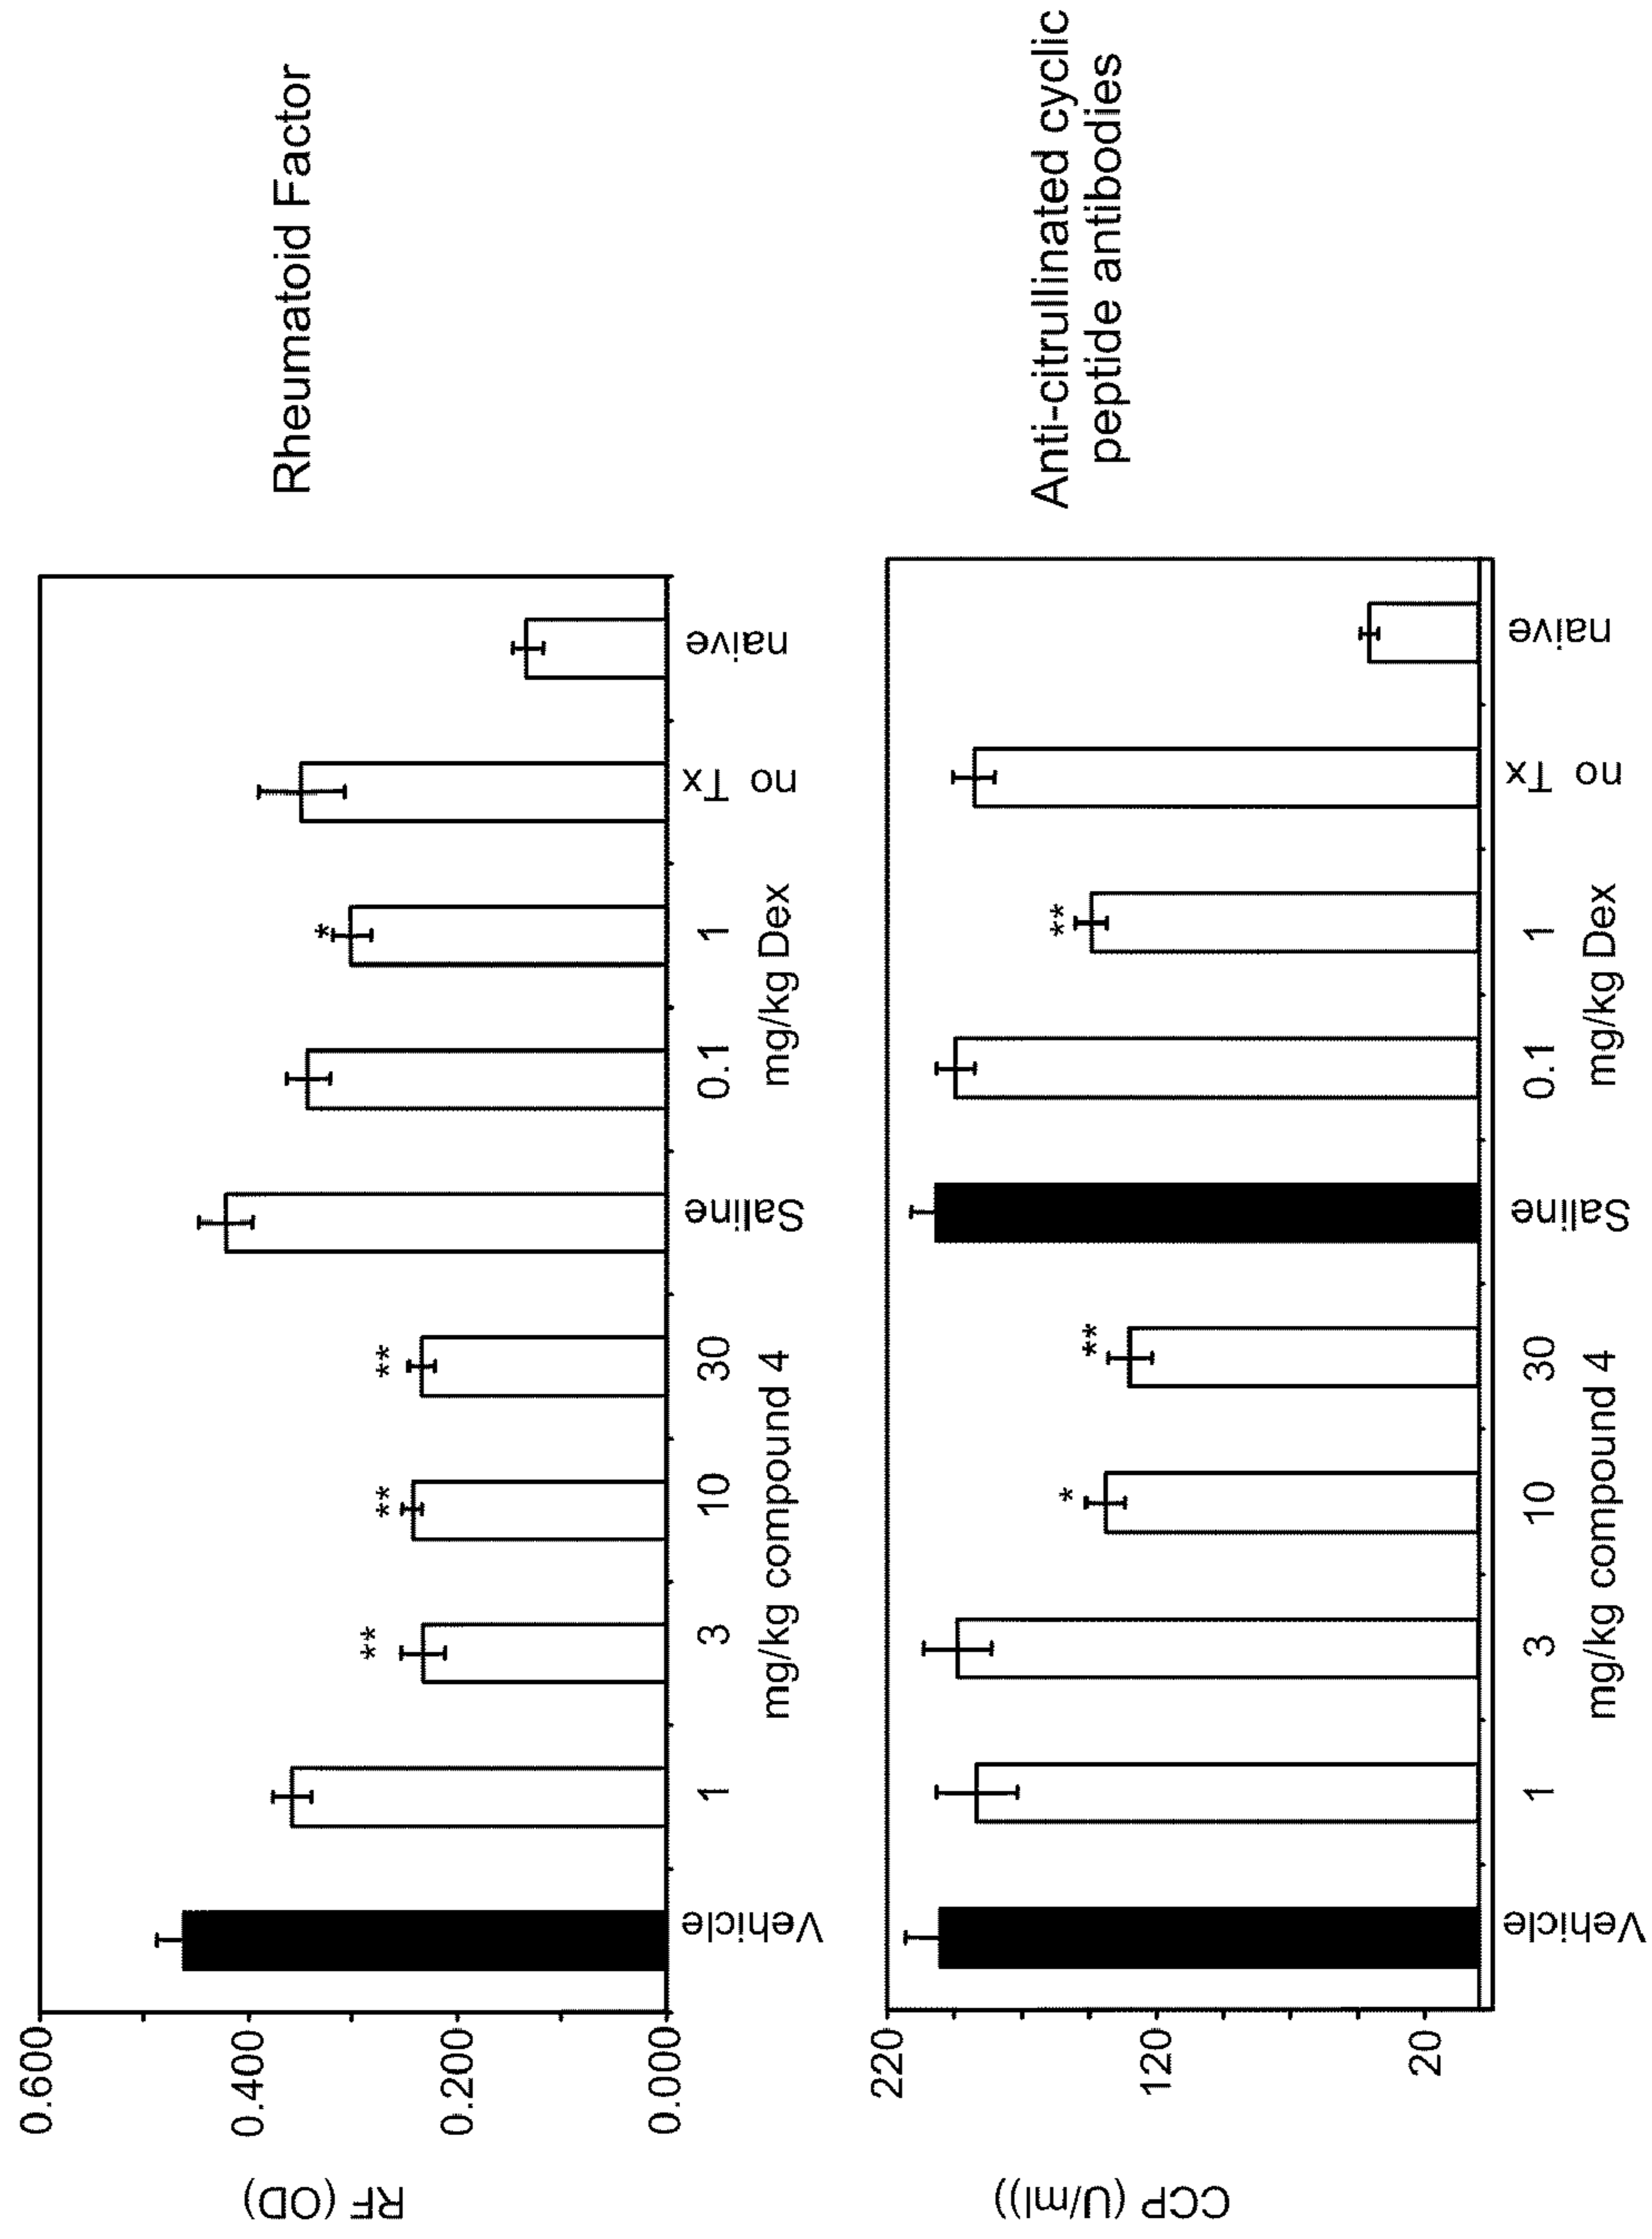 Rheumatoid Factor
RF (OD)
0.600
0.400
0.200
0.000
**
**
**
*
Vehicle
1
3
10
30
Saline
0.1
1
no Tx
naive
mg/kg compound 4
mg/kg Dex
Anti-citrullinated cyclic
peptide antibodies
CCP (U/ml))
220
120
20
*
**
**
Vehicle
1
3
10
30
Saline
0.1
1
no Tx
naive
mg/kg compound 4
mg/kg Dex